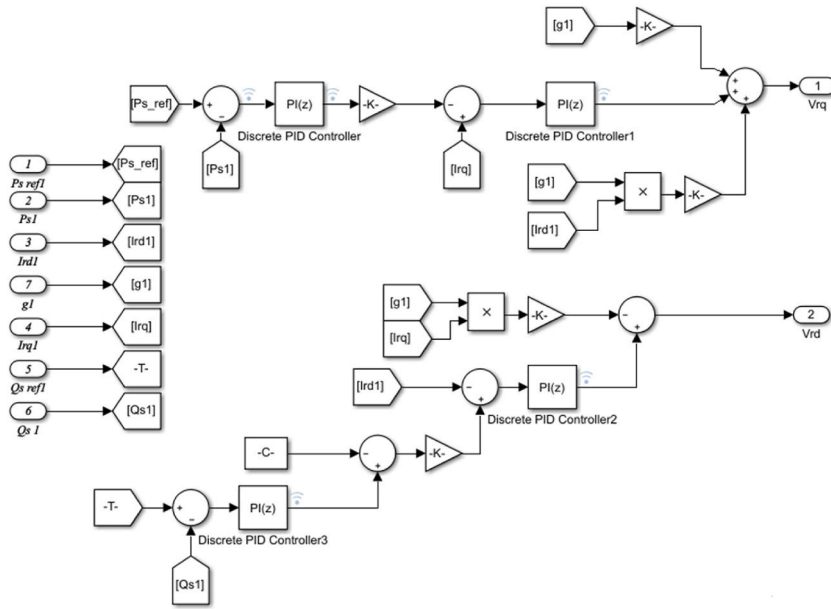 [g1]
-K-
1
Vrq
[Ps_ref]
+
−
PI(z)
Discrete PID Controller
-K-
[Ps1]
−
+
PI(z)
Discrete PID Controller1
[Irq]
+
+
+
[g1]
[Ird1]
×
-K-
1
Ps ref1
[Ps_ref]
2
Ps1
[Ps1]
3
Ird1
[Ird1]
7
g1
[g1]
4
Irq1
[Irq]
5
Qs ref1
-T-
6
Qs 1
[Qs1]
[g1]
[Irq]
×
-K-
−
+
2
Vrd
[Ird1]
−
+
PI(z)
Discrete PID Controller2
-C-
−
+
-K-
-T-
+
−
PI(z)
Discrete PID Controller3
[Qs1]